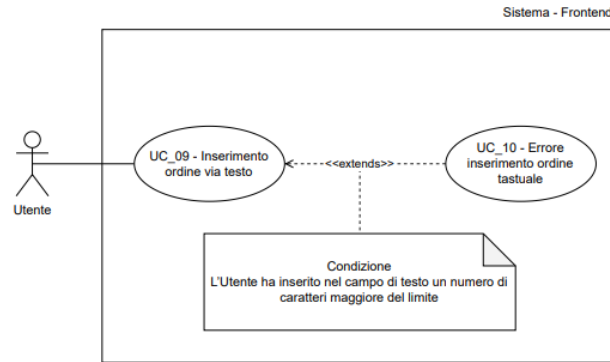 Sistema - Frontend
UC_09 - Inserimento
ordine via testo
<<extends>>
UC_10 - Errore
inserimento ordine
tastuale
Utente
Condizione
L'Utente ha inserito nel campo di testo un numero di
caratteri maggiore del limite